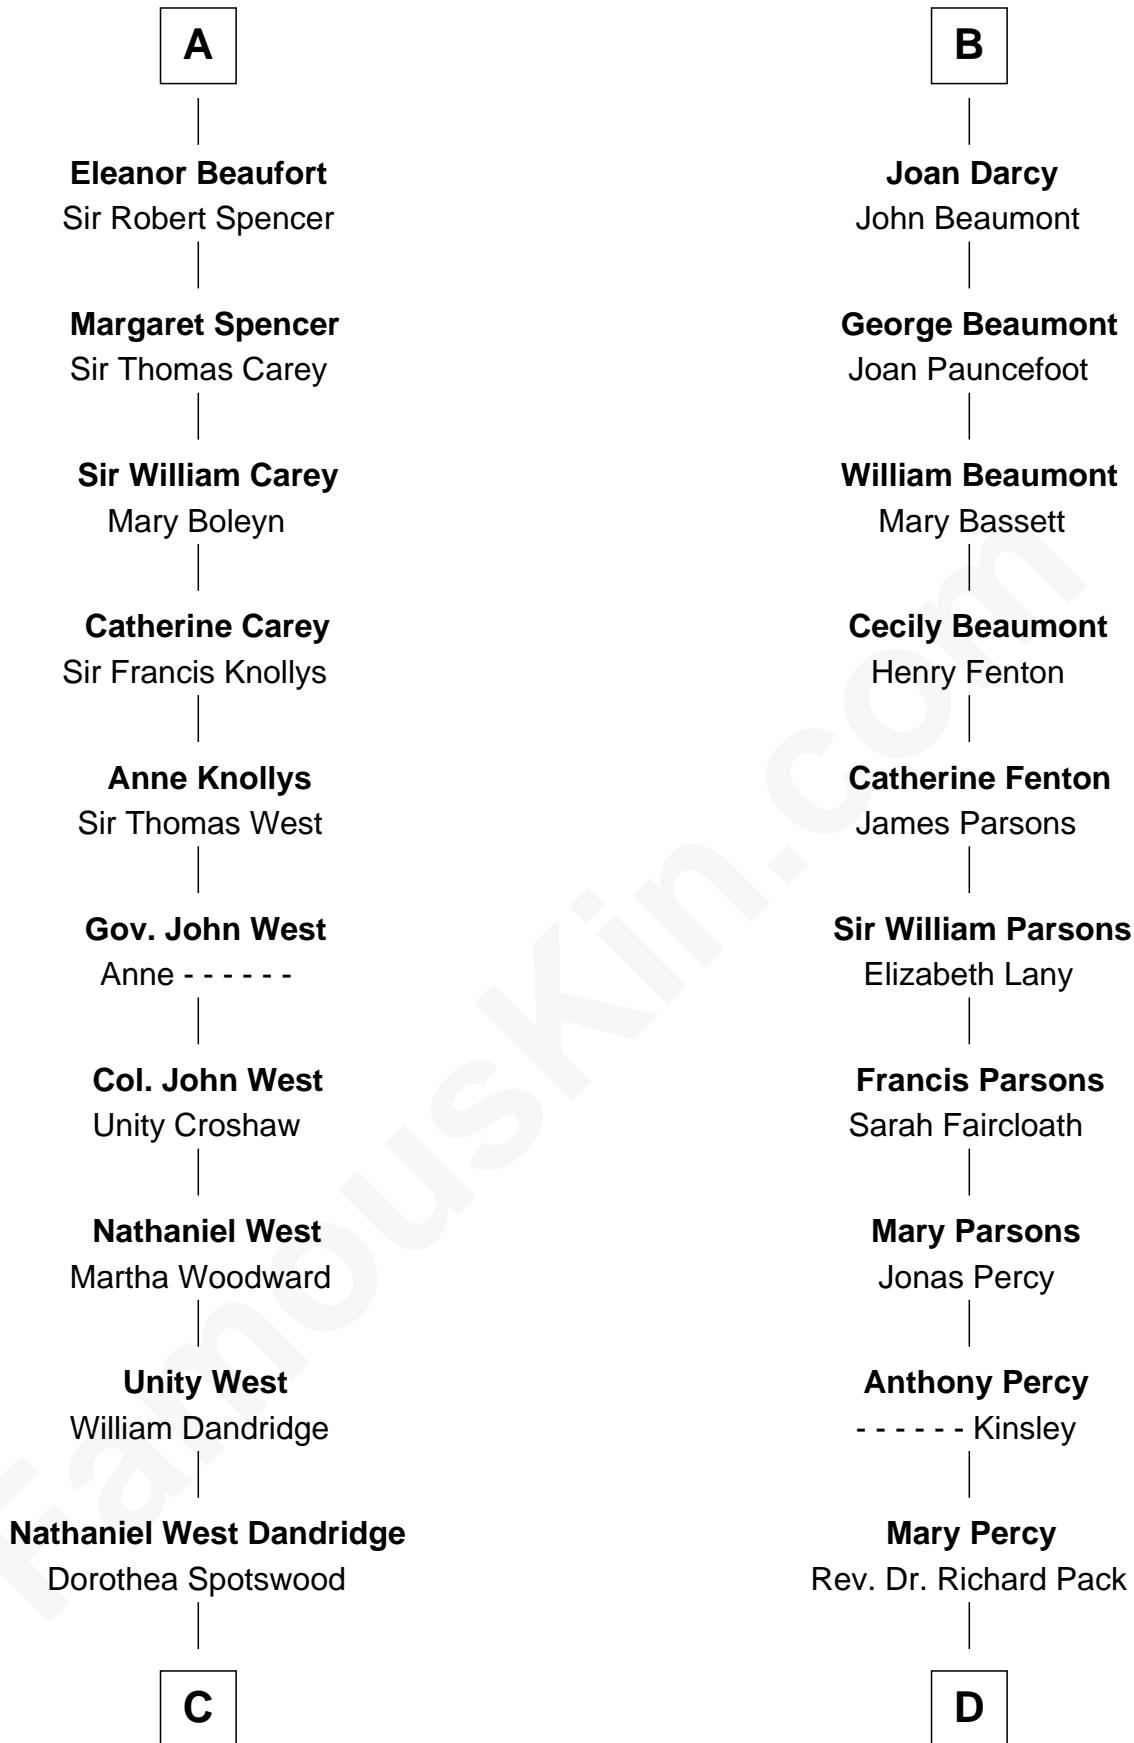 A
Eleanor Beaufort
Sir Robert Spencer
Margaret Spencer
Sir Thomas Carey
Sir William Carey
Mary Boleyn
Catherine Carey
Sir Francis Knollys
Anne Knollys
Sir Thomas West
Gov. John West
Anne - - - - - -
Col. John West
Unity Croshaw
Nathaniel West
Martha Woodward
Unity West
William Dandridge
Nathaniel West Dandridge
Dorothea Spotswood
C
B
Joan Darcy
John Beaumont
George Beaumont
Joan Pauncefoot
William Beaumont
Mary Bassett
Cecily Beaumont
Henry Fenton
Catherine Fenton
James Parsons
Sir William Parsons
Elizabeth Lany
Francis Parsons
Sarah Faircloath
Mary Parsons
Jonas Percy
Anthony Percy
- - - - - - Kinsley
Mary Percy
Rev. Dr. Richard Pack
D
FamousKin.com